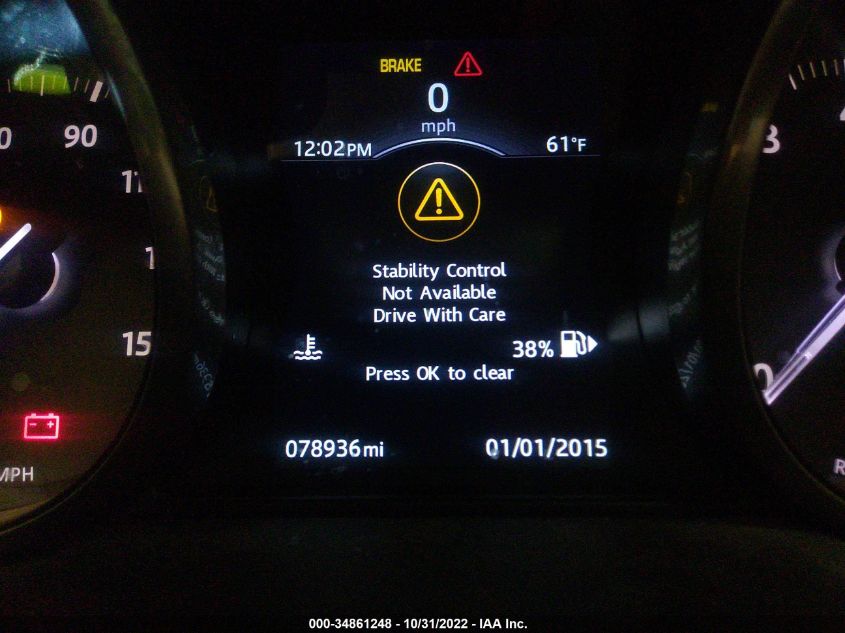 BRAKE
0
mph
12:02PM
61°F
90
Stability Control
Not Available
Drive With Care
38%
Press OK to clear
078936mi
01/01/2015
MPH
0
000-34861248 - 10/31/2022 - IAA Inc.